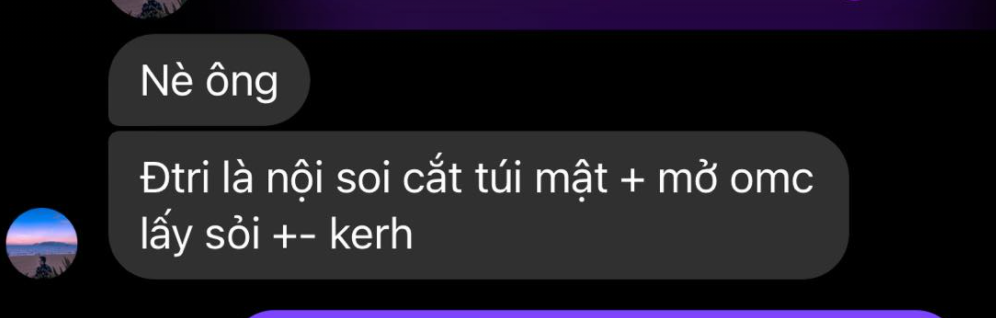 Nè ông
Đtri là nội soi cắt túi mật + mở omc
lấy sỏi +- kerh